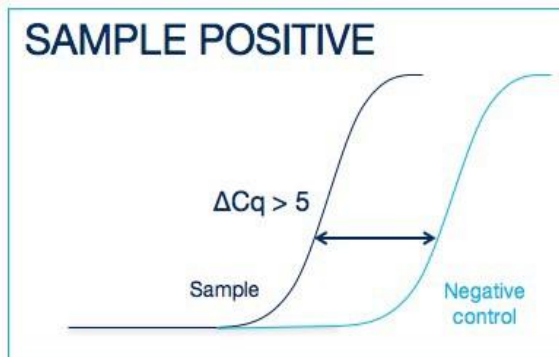 SAMPLE POSITIVE
ΔCq > 5
Sample
Negative
control